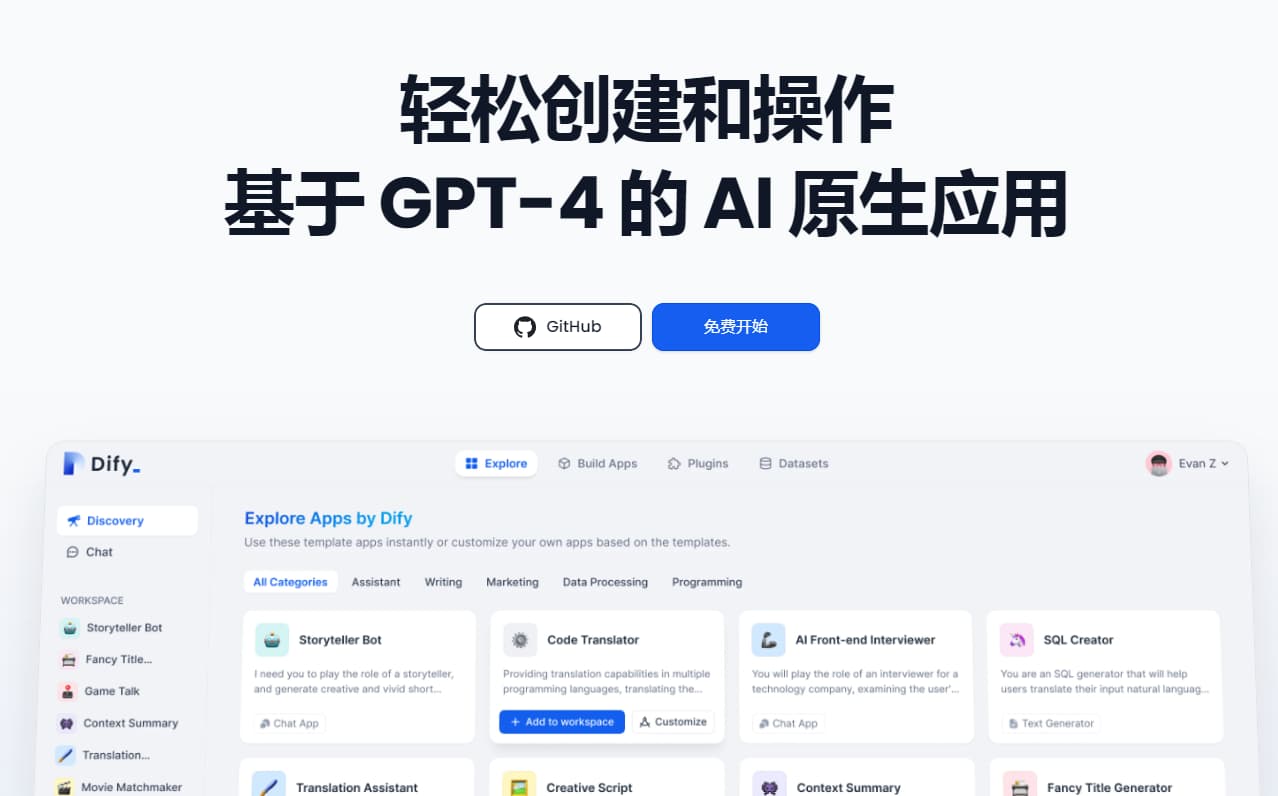 轻松创建和操作
基于 GPT-4 的 AI 原生应用
GitHub
免费开始
Dify_
Explore
Build Apps
Plugins
Datasets
Evan Z
Discovery
Chat
WORKSPACE
Storyteller Bot
Fancy Title...
Game Talk
Context Summary
Translation...
Movie Matchmaker
Explore Apps by Dify
Use these template apps instantly or customize your own apps based on the templates.
All Categories
Assistant
Writing
Marketing
Data Processing
Programming
Storyteller Bot
I need you to play the role of a storyteller,
and generate creative and vivid short...
Chat App
Code Translator
Providing translation capabilities in multiple
programming languages, translating the...
+ Add to workspace
Customize
AI Front-end Interviewer
You will play the role of an interviewer for a
technology company, examining the user'...
Chat App
SQL Creator
You are an SQL generator that will help
users translate their input natural languag...
Text Generator
Translation Assistant
Creative Script
Context Summary
Fancy Title Generator